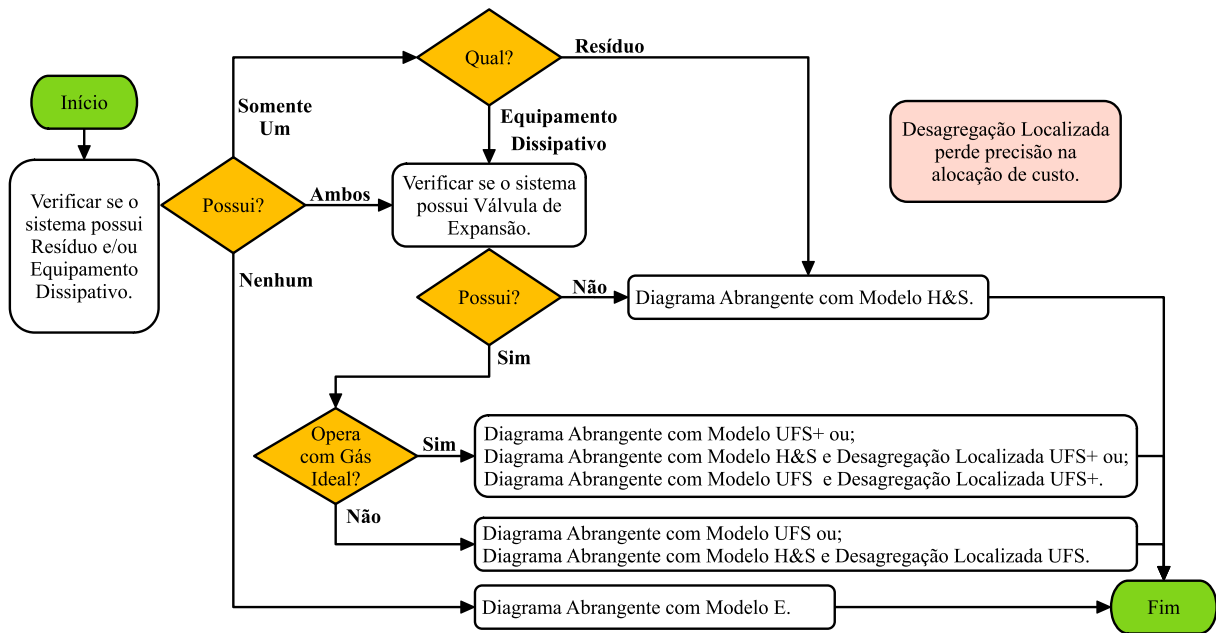 Início
Verificar se o
sistema possui
Resíduo e/ou
Equipamento
Dissipativo.
Possui?
Somente
Um
Ambos
Nenhum
Qual?
Resíduo
Equipamento
Dissipativo
Verificar se o sistema
possui Válvula de
Expansão.
Desagregação Localizada
perde precisão na
alocação de custo.
Possui?
Não
Diagrama Abrangente com Modelo H&S.
Sim
Opera
com Gás
Ideal?
Sim
Diagrama Abrangente com Modelo UFS+ ou;
Diagrama Abrangente com Modelo H&S e Desagregação Localizada UFS+ ou;
Diagrama Abrangente com Modelo UFS  e Desagregação Localizada UFS+.
Não
Diagrama Abrangente com Modelo UFS ou;
Diagrama Abrangente com Modelo H&S e Desagregação Localizada UFS.
Diagrama Abrangente com Modelo E.
Fim